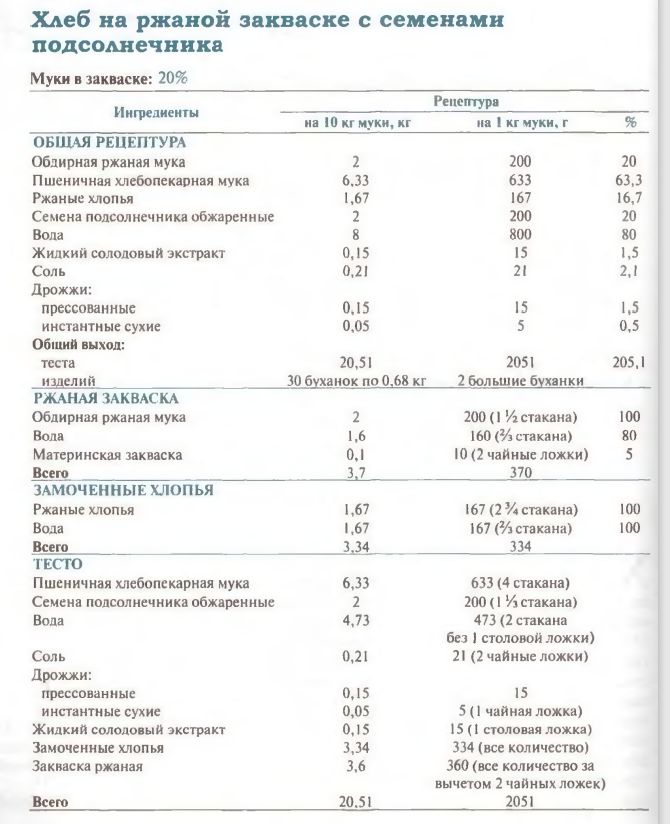 Хлеб на ржаной закваске с семенами
подсолнечника
Муки в закваске: 20%
Ингредиенты Рецептура
на 10 кг муки, кг на 1 кг муки, г %
ОБЩАЯ РЕЦЕПТУРА
Обдирная ржаная мука 2 200 20
Пшеничная хлебопекарная мука 6,33 633 63,3
Ржаные хлопья 1,67 167 16,7
Семена подсолнечника обжаренные 2 200 20
Вода 8 800 80
Жидкий солодовый экстракт 0,15 15 1,5
Соль 0,21 21 2,1
Дрожжи:
прессованные 0,15 15 1,5
инстантные сухие 0,05 5 0,5
Общий выход:
теста 20,51 2051 205,1
изделий 30 буханок по 0,68 кг 2 большие буханки
РЖАНАЯ ЗАКВАСКА
Обдирная ржаная мука 2 200 (1 ½ стакана) 100
Вода 1,6 160 (⅔ стакана) 80
Материнская закваска 0,1 10 (2 чайные ложки) 5
Всего 3,7 370
ЗАМОЧЕННЫЕ ХЛОПЬЯ
Ржаные хлопья 1,67 167 (2 ¾ стакана) 100
Вода 1,67 167 (⅔ стакана) 100
Всего 3,34 334
ТЕСТО
Пшеничная хлебопекарная мука 6,33 633 (4 стакана)
Семена подсолнечника обжаренные 2 200 (1 ⅓ стакана)
Вода 4,73 473 (2 стакана
без 1 столовой ложки)
Соль 0,21 21 (2 чайные ложки)
Дрожжи:
прессованные 0,15 15
инстантные сухие 0,05 5 (1 чайная ложка)
Жидкий солодовый экстракт 0,15 15 (1 столовая ложка)
Замоченные хлопья 3,34 334 (все количество)
Закваска ржаная 3,6 360 (все количество за
вычетом 2 чайных ложек)
Всего 20,51 2051